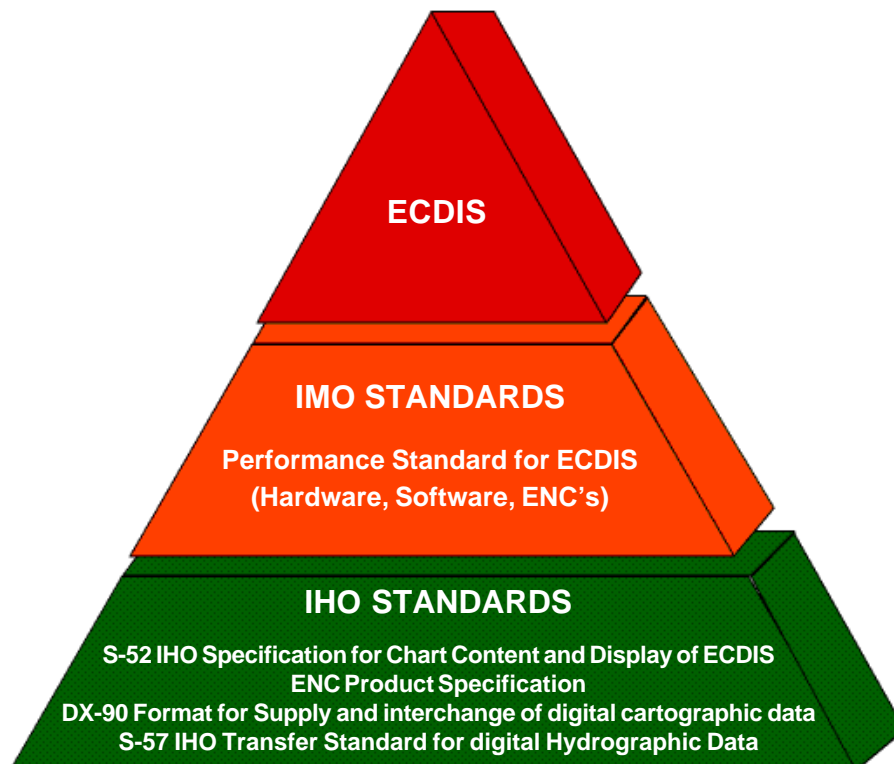 ECDIS
IMO STANDARDS
Performance Standard for ECDIS
(Hardware, Software, ENC’s)
IHO STANDARDS
S-52 IHO Specification for Chart Content and Display of ECDIS
ENC Product Specification
DX-90 Format for Supply and interchange of digital cartographic data
S-57 IHO Transfer Standard for digital Hydrographic Data